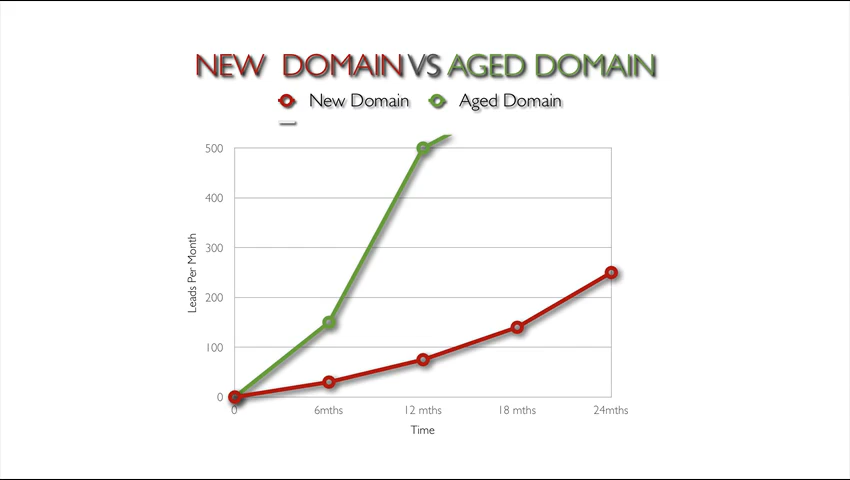 NEW DOMAIN VS AGED DOMAIN
New Domain Aged Domain
500
400
300
200
100
0
Leads Per Month
0 6mths 12 mths 18 mths 24mths
Time